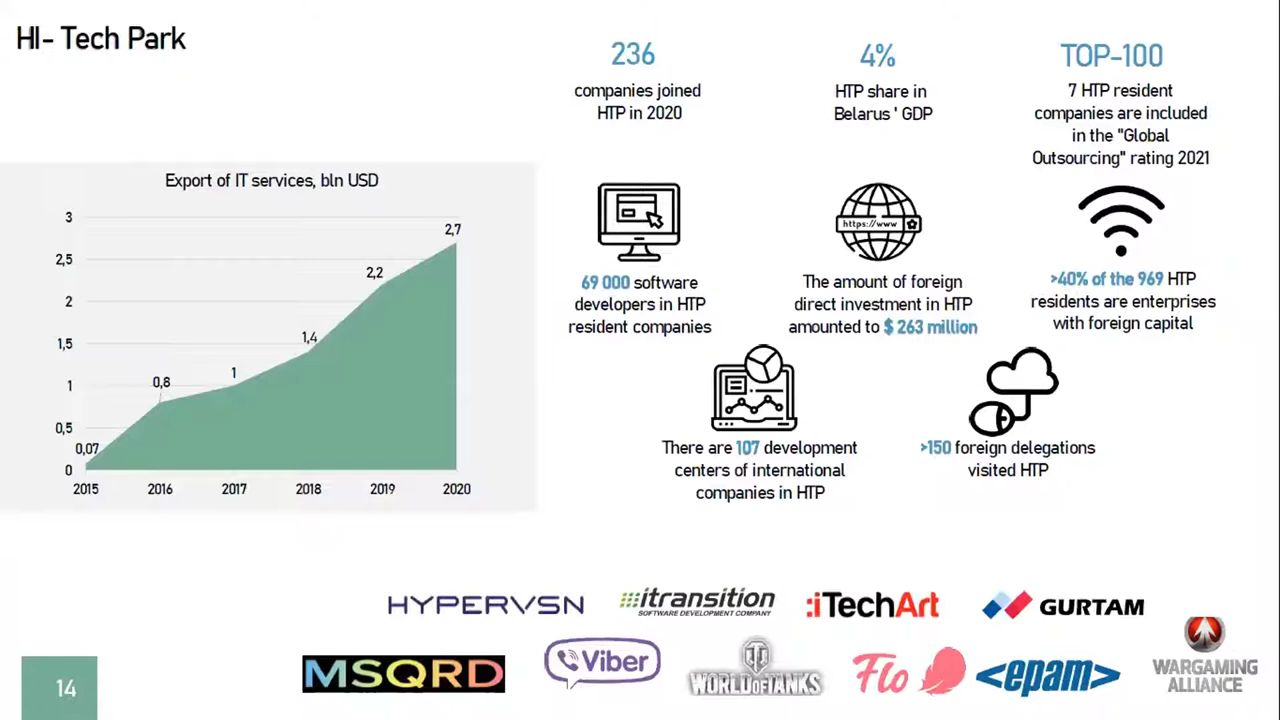 HI- Tech Park
236
companies joined
HTP in 2020
4%
HTP share in
Belarus ' GDP
TOP-100
7 HTP resident
companies are included
in the "Global
Outsourcing" rating 2021
Export of IT services, bln USD
3
2,5
2
1,5
1
0,5
0
0,07
0,8
1
1,4
2,2
2,7
2015
2016
2017
2018
2019
2020
69 000 software
developers in HTP
resident companies
https://www
The amount of foreign
direct investment in HTP
amounted to $ 263 million
>40% of the 969 HTP
residents are enterprises
with foreign capital
There are 107 development
centers of international
companies in HTP
>150 foreign delegations
visited HTP
HYPERVSN
itransition
SOFTWARE DEVELOPMENT COMPANY
:iTechArt
GURTAM
MSQRD
Viber
WORLD OF TANKS
Flo
<epam>
WARGAMING
ALLIANCE
14